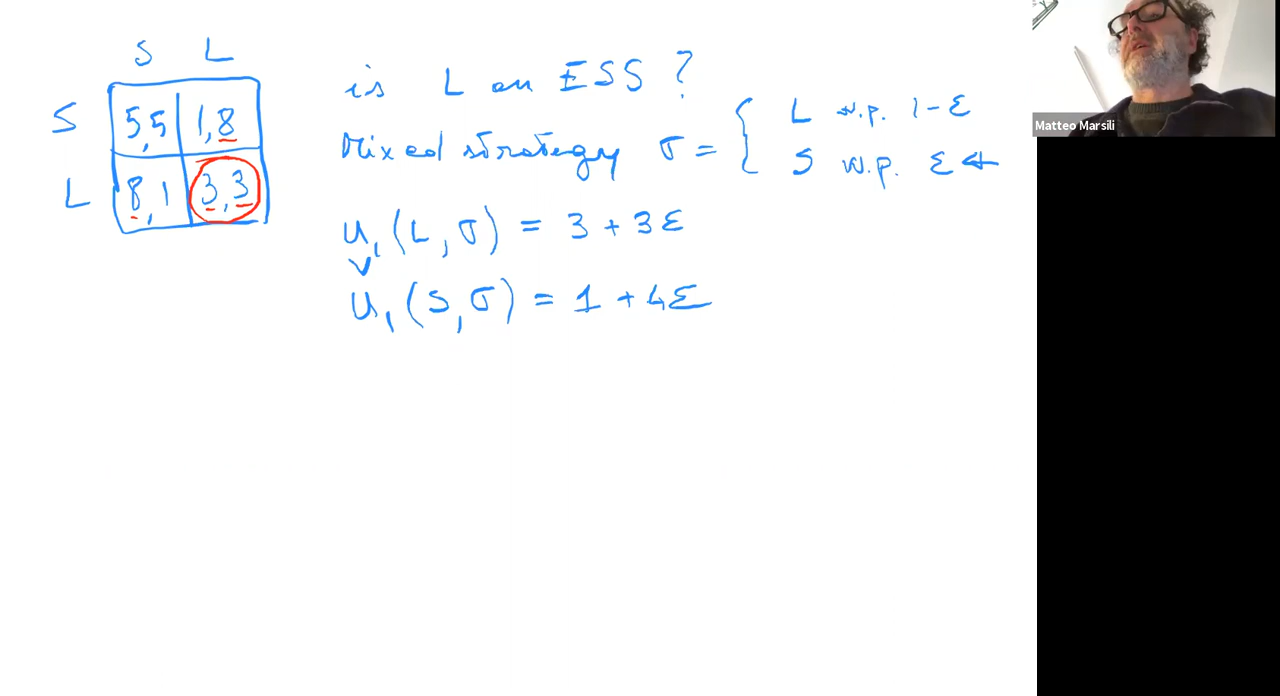 S L
S 5,5 1,8
L 8,1 3,3
is L an ESS ?
Mixed strategy σ = { L w.p. 1-ε
S w.p. ε ←
u₁(L,σ) = 3 + 3ε
∨
u₁(S,σ) = 1 + 4ε
Matteo Marsili